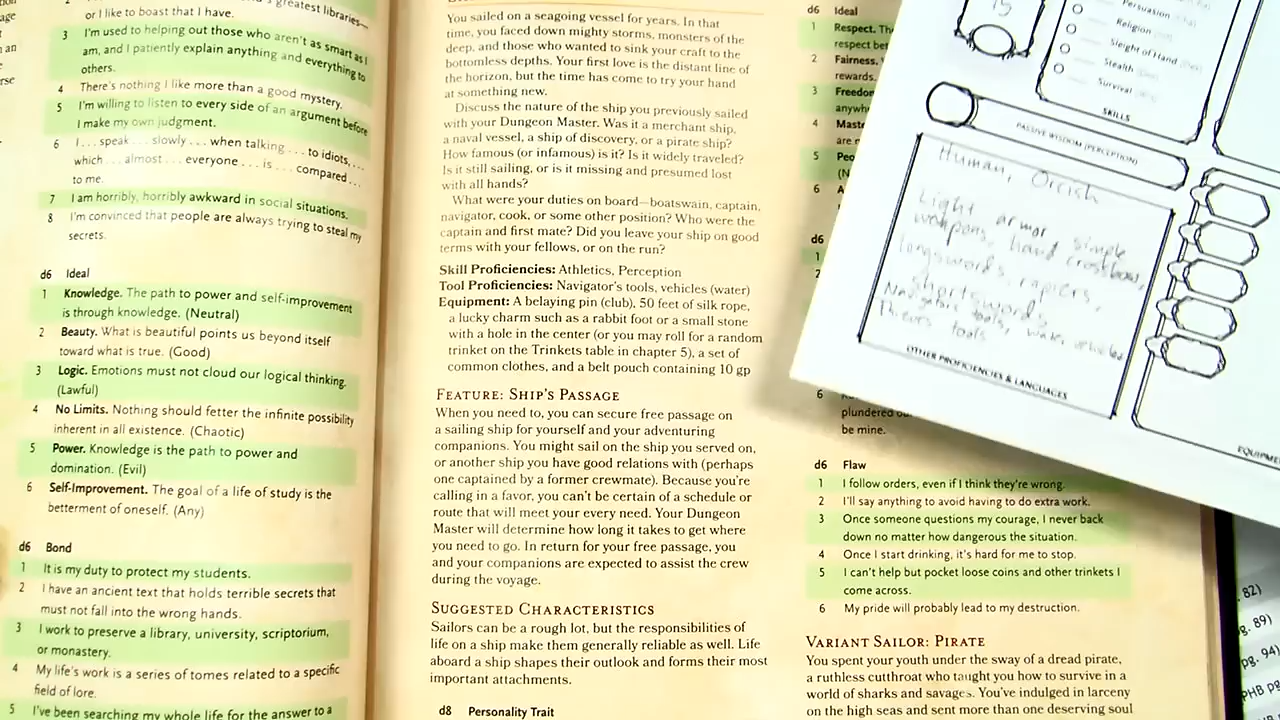 greatest libraries—
or I like to boast that I have.
3 I'm used to helping out those who aren't as smart as I
am, and I patiently explain anything and everything to
others.
4 There's nothing I like more than a good mystery.
5 I'm willing to listen to every side of an argument before
I make my own judgment.
6 I . . . speak . . . slowly . . . when talking . . . to idiots, . . .
which . . . almost . . . everyone . . . is . . . compared . . .
to me.
7 I am horribly, horribly awkward in social situations.
8 I'm convinced that people are always trying to steal my
secrets.
d6 Ideal
1 Knowledge. The path to power and self-improvement
is through knowledge. (Neutral)
2 Beauty. What is beautiful points us beyond itself
toward what is true. (Good)
3 Logic. Emotions must not cloud our logical thinking.
(Lawful)
4 No Limits. Nothing should fetter the infinite possibility
inherent in all existence. (Chaotic)
5 Power. Knowledge is the path to power and
domination. (Evil)
6 Self-Improvement. The goal of a life of study is the
betterment of oneself. (Any)
d6 Bond
1 It is my duty to protect my students.
2 I have an ancient text that holds terrible secrets that
must not fall into the wrong hands.
3 I work to preserve a library, university, scriptorium,
or monastery.
4 My life's work is a series of tomes related to a specific
field of lore.
5 I've been searching my whole life for the answer to a
You sailed on a seagoing vessel for years. In that
time, you faced down mighty storms, monsters of the
deep, and those who wanted to sink your craft to the
bottomless depths. Your first love is the distant line of
the horizon, but the time has come to try your hand
at something new.
Discuss the nature of the ship you previously sailed
with your Dungeon Master. Was it a merchant ship,
a naval vessel, a ship of discovery, or a pirate ship?
How famous (or infamous) is it? Is it widely traveled?
Is it still sailing, or is it missing and presumed lost
with all hands?
What were your duties on board—boatswain, captain,
navigator, cook, or some other position? Who were the
captain and first mate? Did you leave your ship on good
terms with your fellows, or on the run?
Skill Proficiencies: Athletics, Perception
Tool Proficiencies: Navigator's tools, vehicles (water)
Equipment: A belaying pin (club), 50 feet of silk rope,
a lucky charm such as a rabbit foot or a small stone
with a hole in the center (or you may roll for a random
trinket on the Trinkets table in chapter 5), a set of
common clothes, and a belt pouch containing 10 gp
FEATURE: SHIP'S PASSAGE
When you need to, you can secure free passage on
a sailing ship for yourself and your adventuring
companions. You might sail on the ship you served on,
or another ship you have good relations with (perhaps
one captained by a former crewmate). Because you're
calling in a favor, you can't be certain of a schedule or
route that will meet your every need. Your Dungeon
Master will determine how long it takes to get where
you need to go. In return for your free passage, you
and your companions are expected to assist the crew
during the voyage.
SUGGESTED CHARACTERISTICS
Sailors can be a rough lot, but the responsibilities of
life on a ship make them generally reliable as well. Life
aboard a ship shapes their outlook and forms their most
important attachments.
d8 Personality Trait
d6 Ideal
1 Respect.
respect
2 Fairness.
rewards.
3
4
are
5
6
d6
1
2
6
plundered
be mine.
d6 Flaw
1 I follow orders, even if I think they're wrong.
2 I'll say anything to avoid having to do extra work.
3 Once someone questions my courage, I never back
down no matter how dangerous the situation.
4 Once I start drinking, it's hard for me to stop.
5 I can't help but pocket loose coins and other trinkets I
come across.
6 My pride will probably lead to my destruction.
VARIANT SAILOR: PIRATE
You spent your youth under the sway of a dread pirate,
a ruthless cutthroat who taught you how to survive in a
world of sharks and savages. You've indulged in larceny
on the high seas and sent more than one deserving soul
15
Persuasion
Religion
Sleight of Hand
Stealth
Survival
SKILLS
PASSIVE WISDOM (PERCEPTION)
Human, Orcish
Light armor simple
weapons, hand crossbows,
longswords, rapiers,
shortswords,
Navigator tools, water vehicles
Thieves tools
OTHER PROFICIENCIES & LANGUAGES
82)
pg. 89)
pg. 94)
PHB pg